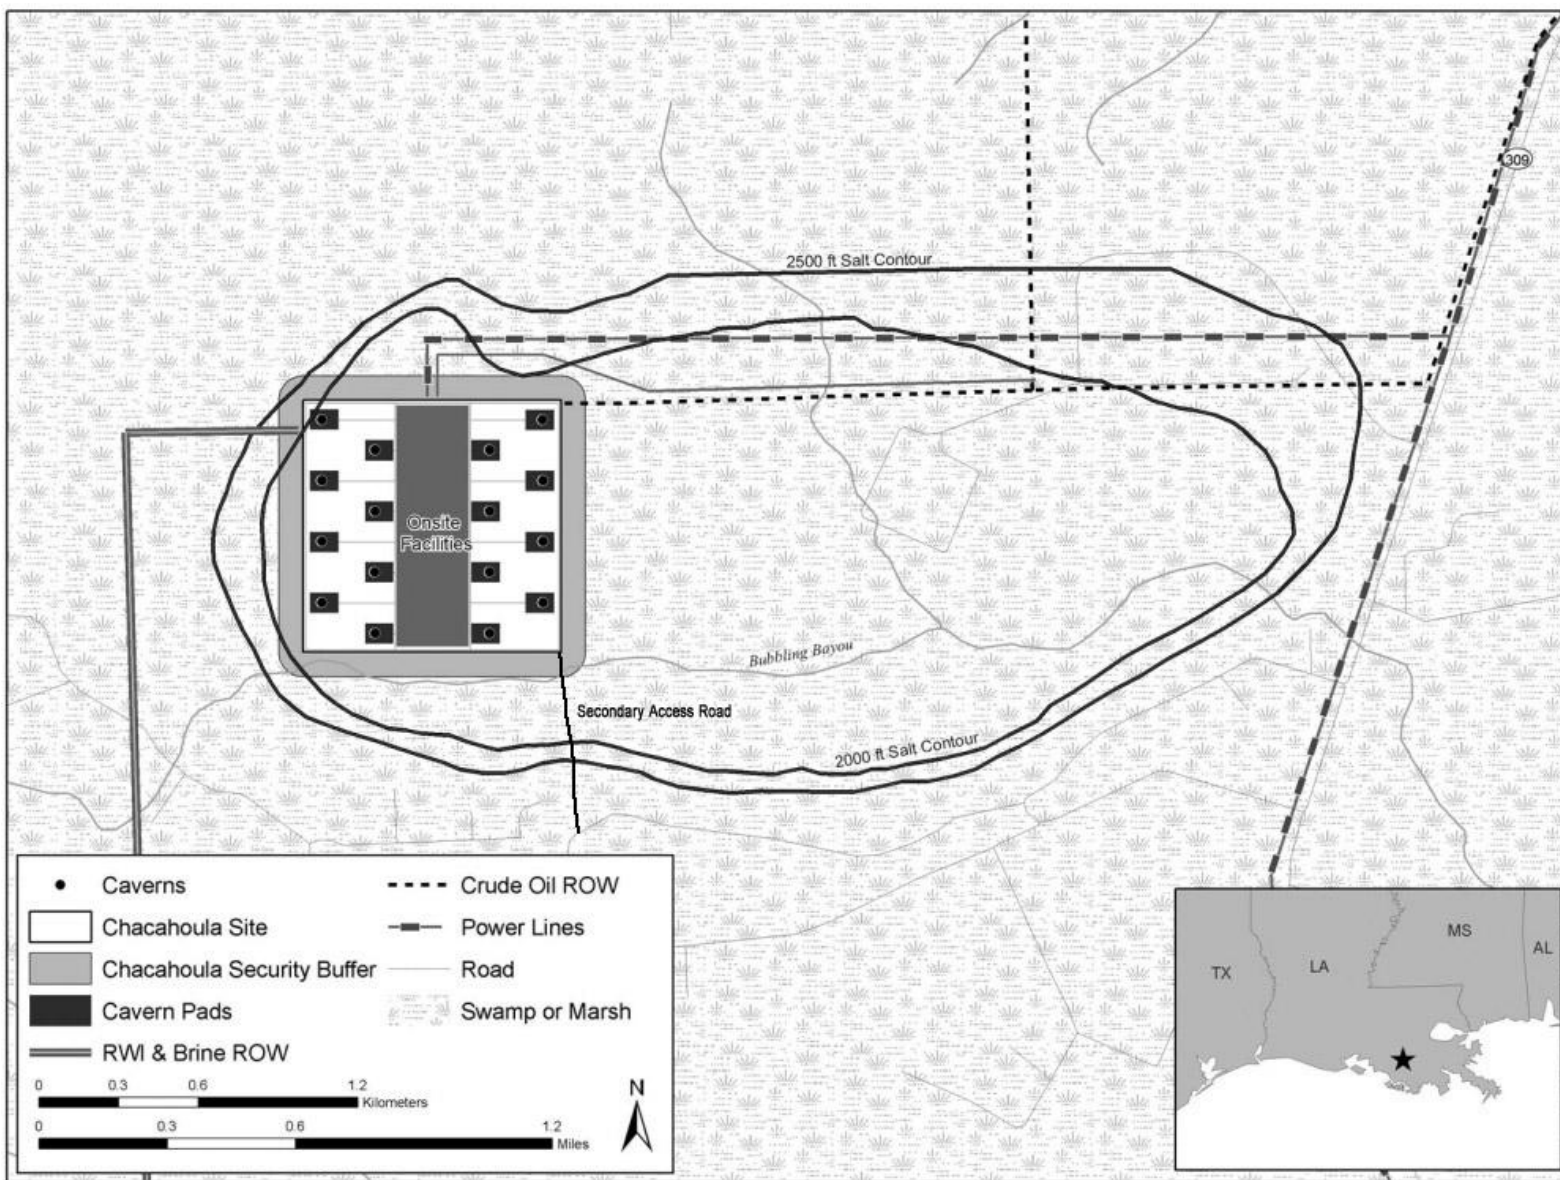 309
2500 ft Salt Contour
Onsite
Facilities
Bubbling Bayou
Secondary Access Road
2000 ft Salt Contour
Caverns
Chacahoula Site
Chacahoula Security Buffer
Cavern Pads
RWI & Brine ROW
Crude Oil ROW
Power Lines
Road
Swamp or Marsh
0 0.3 0.6 1.2
Kilometers
0 0.3 0.6 1.2
Miles
N
TX LA MS AL